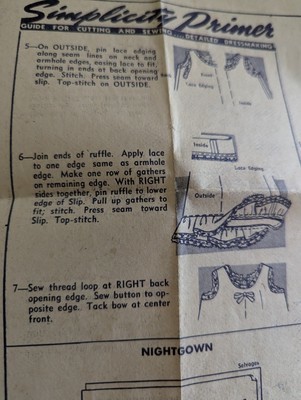 Simplicity Primer
GUIDE FOR CUTTING AND SEWING DETAILED DRESSMAKING
5—On OUTSIDE, pin lace edging
along seam lines on neck and
armhole edges, easing lace to fit,
turning in ends at back opening
edge. Stitch. Press seam toward
slip. Top-stitch on OUTSIDE.
Lace Edging
Inside
Lace Edging
6—Join ends of ruffle. Apply lace
to one edge same as armhole
edge. Make one row of gathers
on remaining edge. With RIGHT
sides together, pin ruffle to lower
edge of Slip. Pull up gathers to
fit; stitch. Press seam toward
Slip. Top-stitch.
Outside
7—Sew thread loop at RIGHT back
opening edge. Sew button to op-
posite edge. Tack bow at center
front.
NIGHTGOWN
Selvages